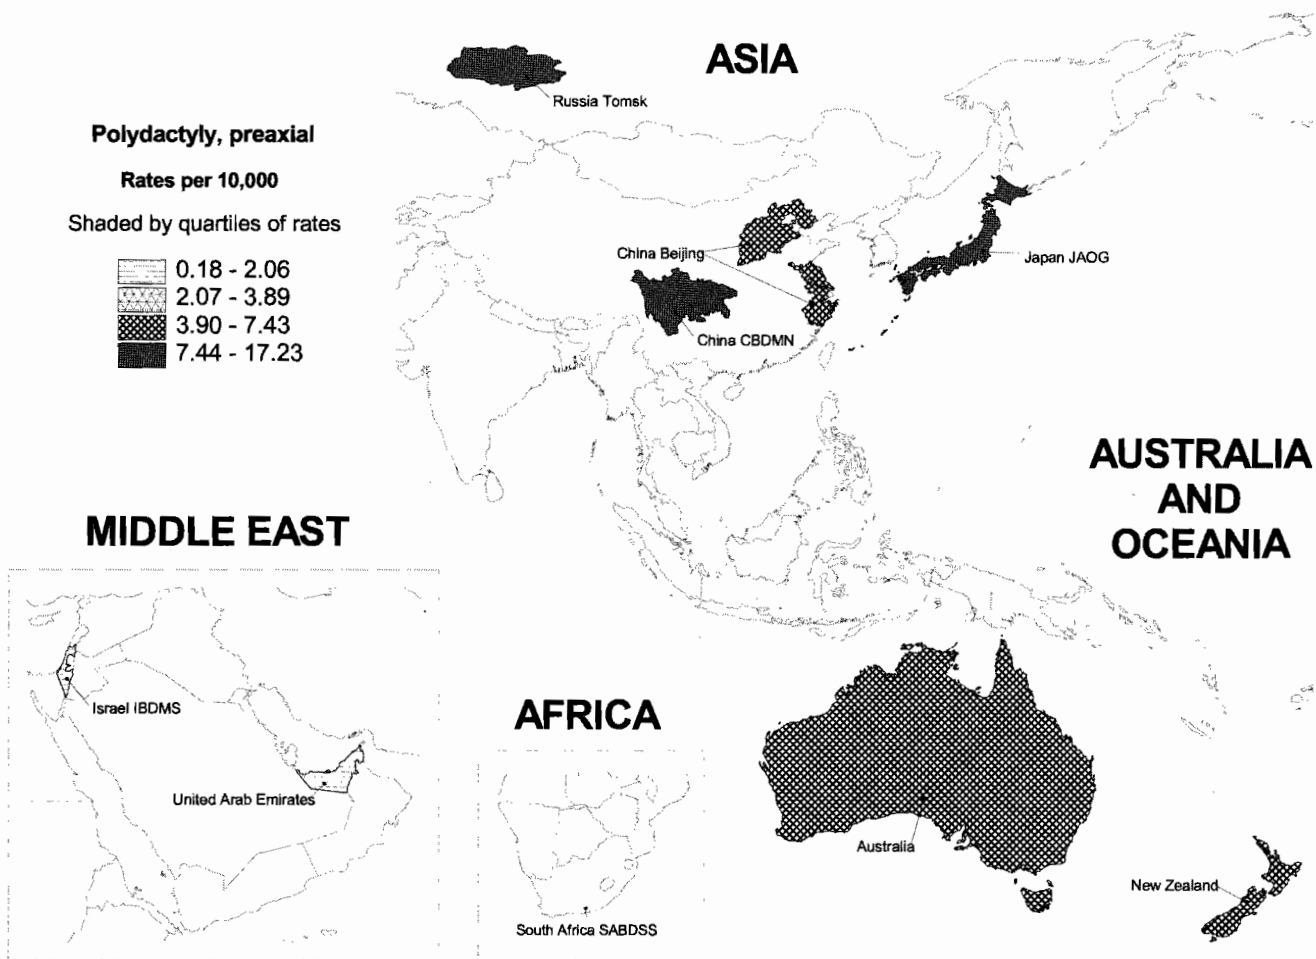 ASIA
Russia Tomsk
Polydactyly, preaxial
Rates per 10,000
Shaded by quartiles of rates
0.18 - 2.06
2.07 - 3.89
3.90 - 7.43
7.44 - 17.23
China Beijing
Japan JAOG
China CBDMN
AUSTRALIA
AND
OCEANIA
MIDDLE EAST
Israel IBDMS
United Arab Emirates
AFRICA
South Africa SABDSS
Australia
New Zealand